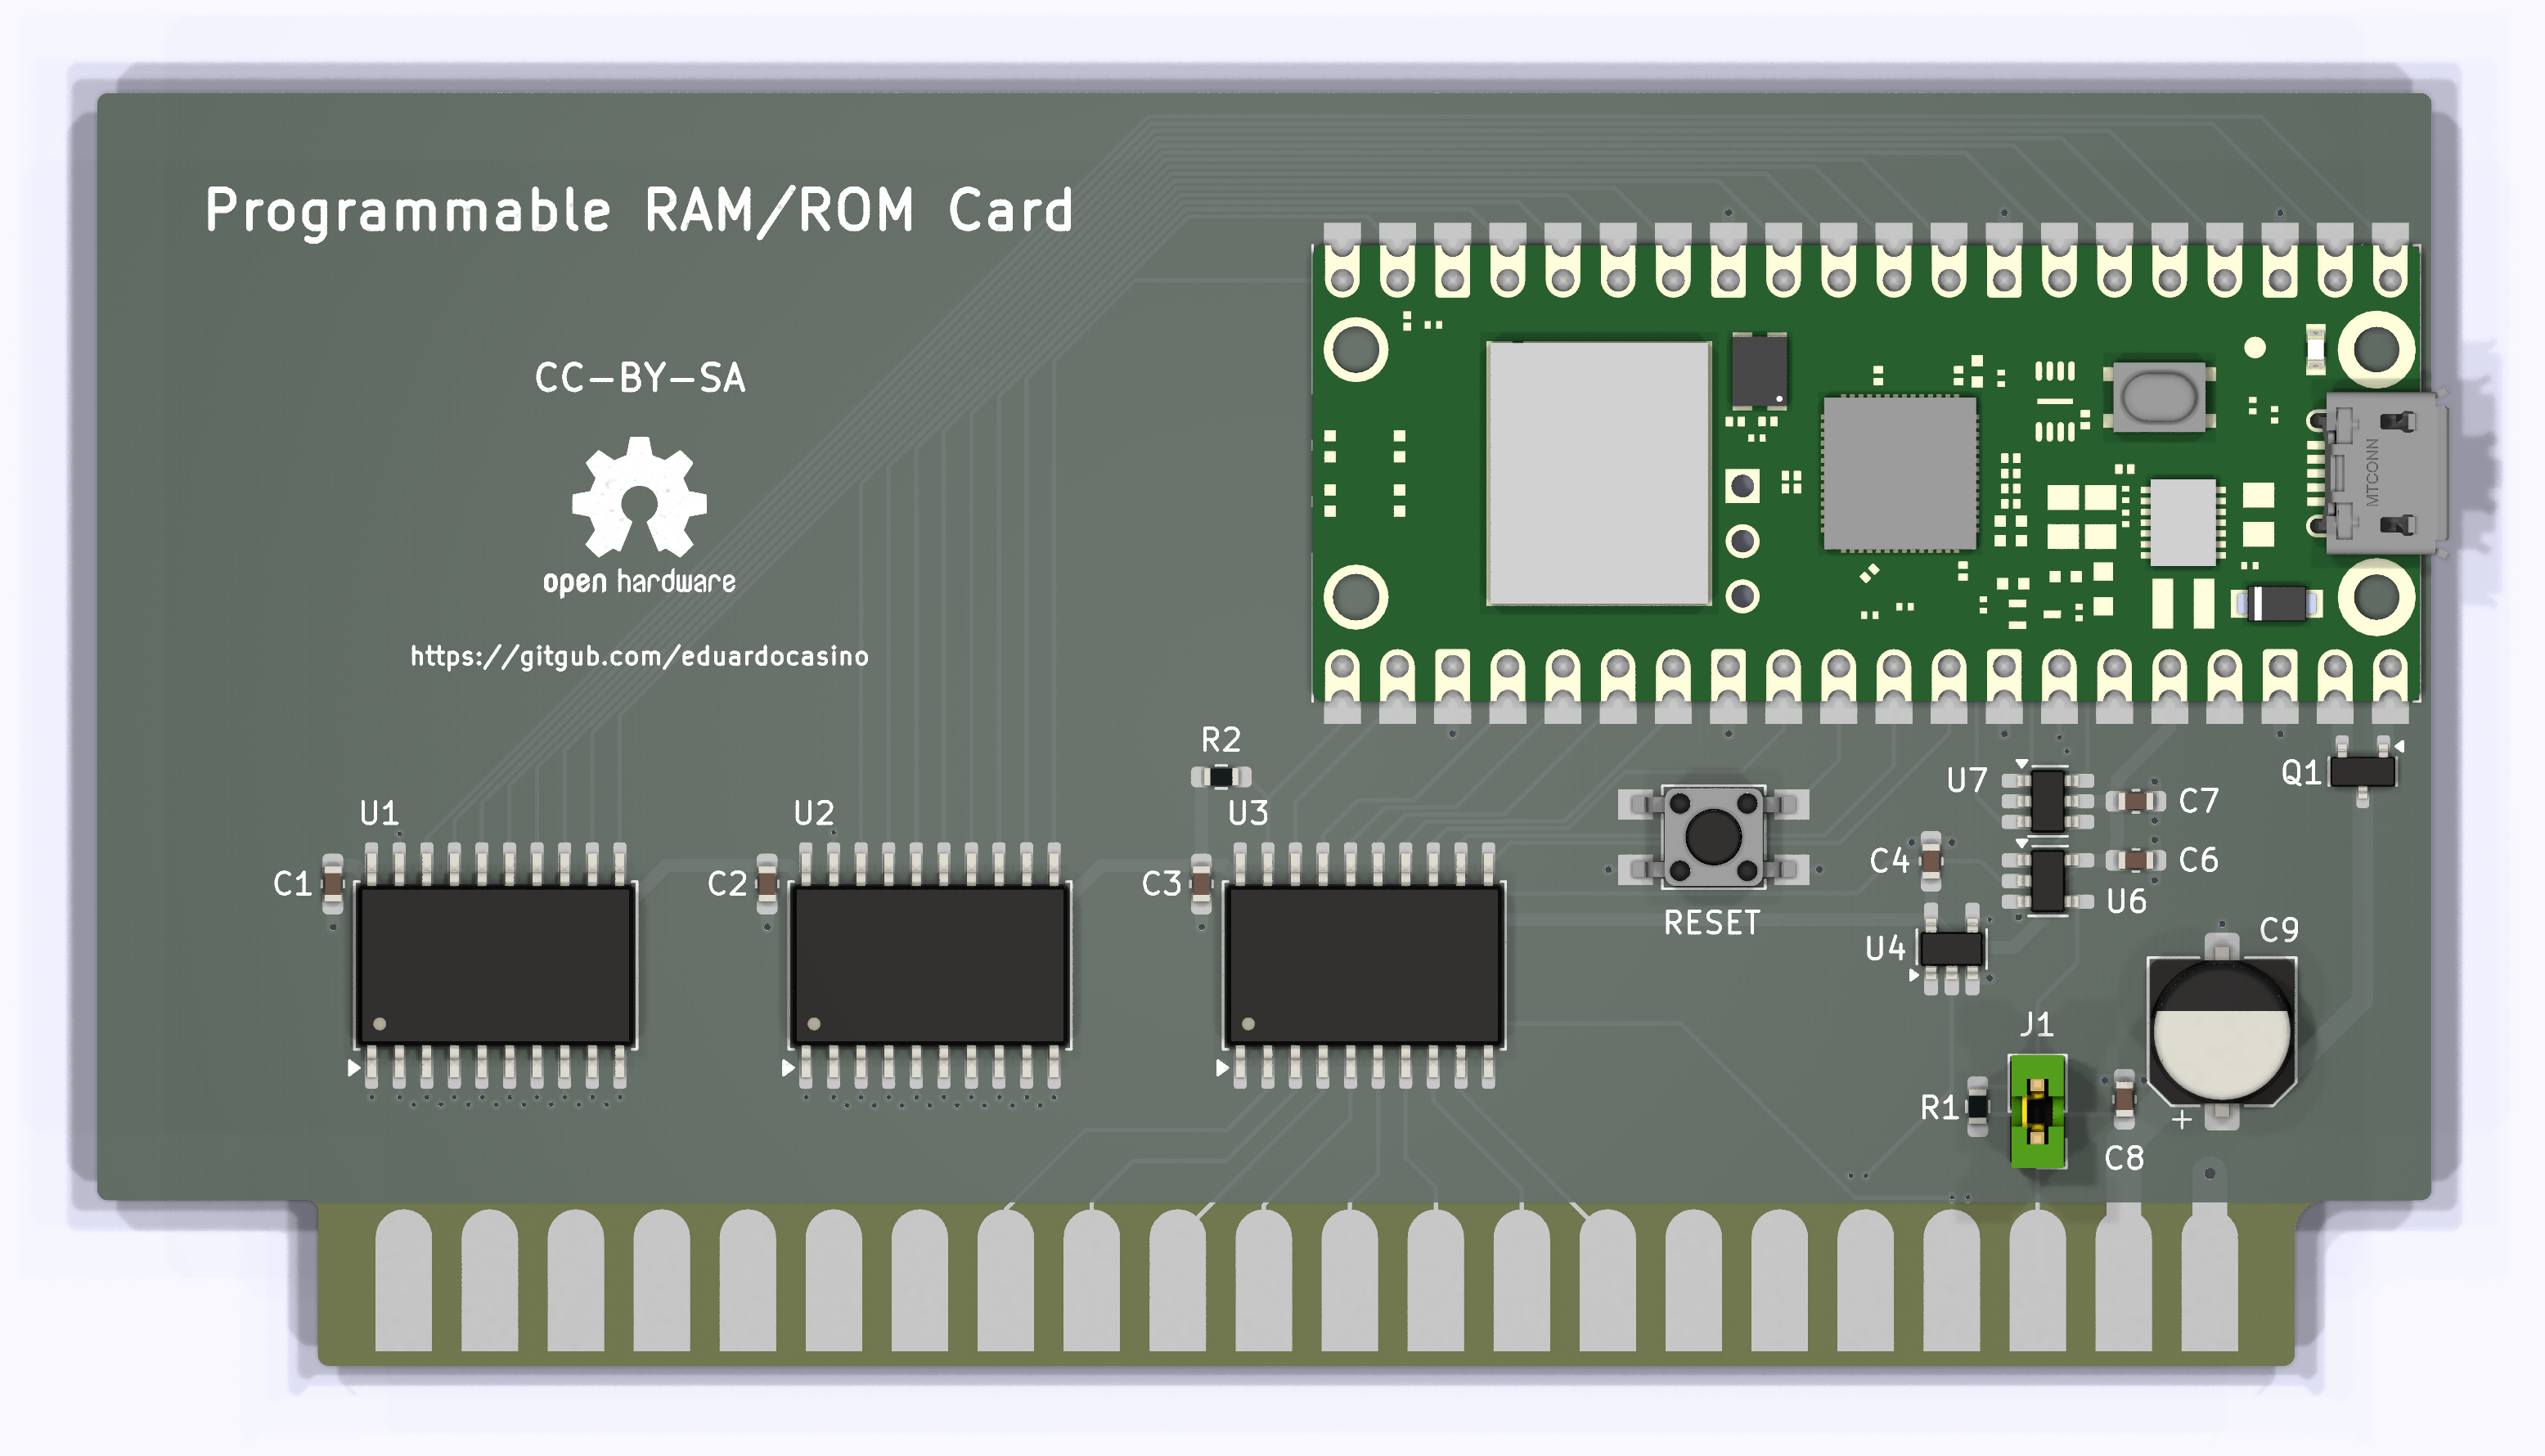 Programmable RAM/ROM Card
CC-BY-SA
open hardware
https://gitgub.com/eduardocasino
MTCONN
R2
U1
U2
U3
C1
C2
C3
RESET
U7
C7
Q1
C4
C6
U6
U4
C9
J1
R1
+
C8